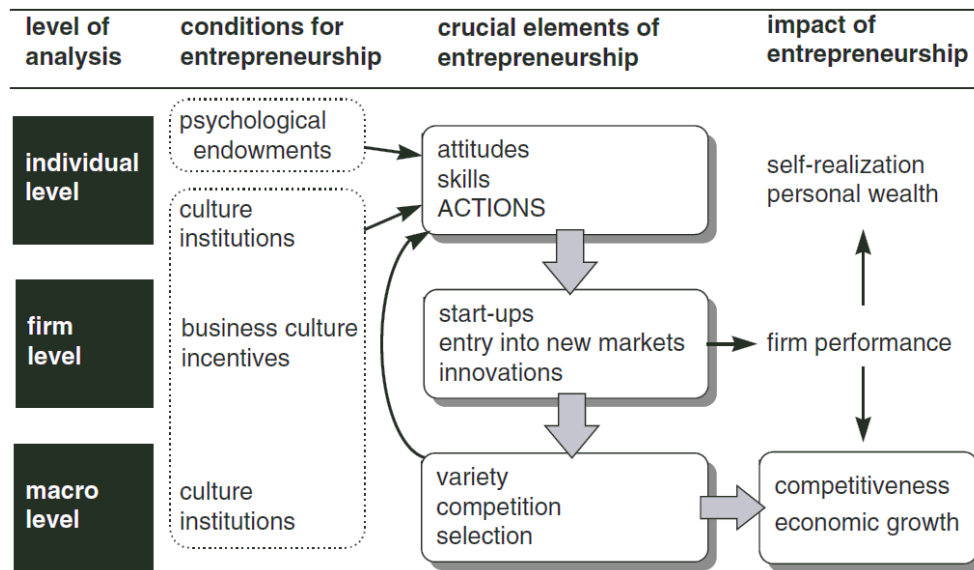 level of
analysis
conditions for
entrepreneurship
crucial elements of
entrepreneurship
impact of
entrepreneurship
individual
level
psychological
endowments
culture
institutions
attitudes
skills
ACTIONS
self-realization
personal wealth
firm
level
business culture
incentives
start-ups
entry into new markets
innovations
firm performance
macro
level
culture
institutions
variety
competition
selection
competitiveness
economic growth